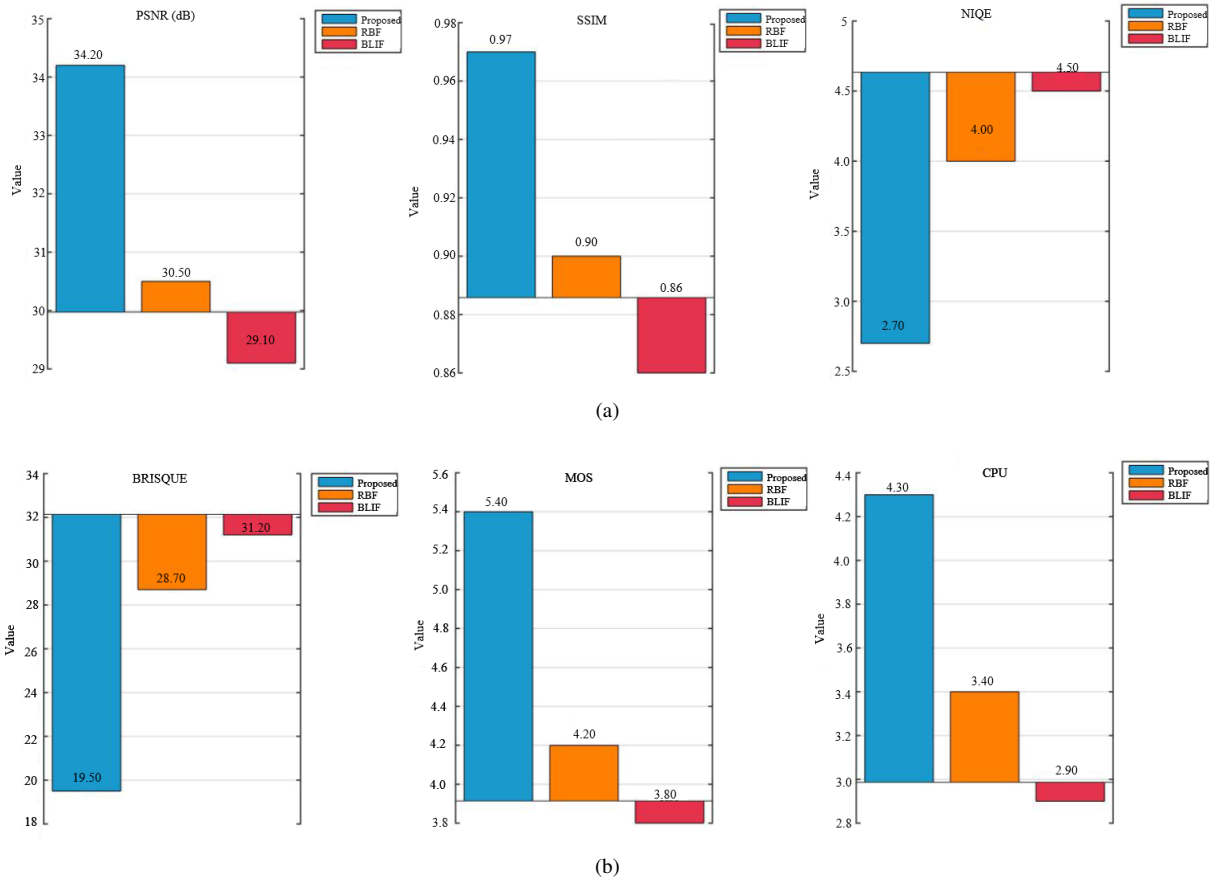 PSNR (dB)
Proposed
RBF
BLIF
35
34
33
32
31
30
29
Value
34.20
30.50
29.10
SSIM
Proposed
RBF
BLIF
0.98
0.96
0.94
0.92
0.90
0.88
0.86
Value
0.97
0.90
0.86
NIQE
Proposed
RBF
BLIF
5
4.5
4.0
3.5
3.0
2.5
Value
2.70
4.00
4.50
(a)
BRISQUE
Proposed
RBF
BLIF
34
32
31
28
26
24
22
20
18
Value
19.50
28.70
31.20
MOS
Proposed
RBF
BLIF
5.6
5.4
5.2
5.0
4.8
4.6
4.4
4.2
4.0
3.8
Value
5.40
4.20
3.80
CPU
Proposed
RBF
BLIF
4.4
4.2
4.0
3.8
3.6
3.4
3.2
3.0
2.8
Value
4.30
3.40
2.90
(b)